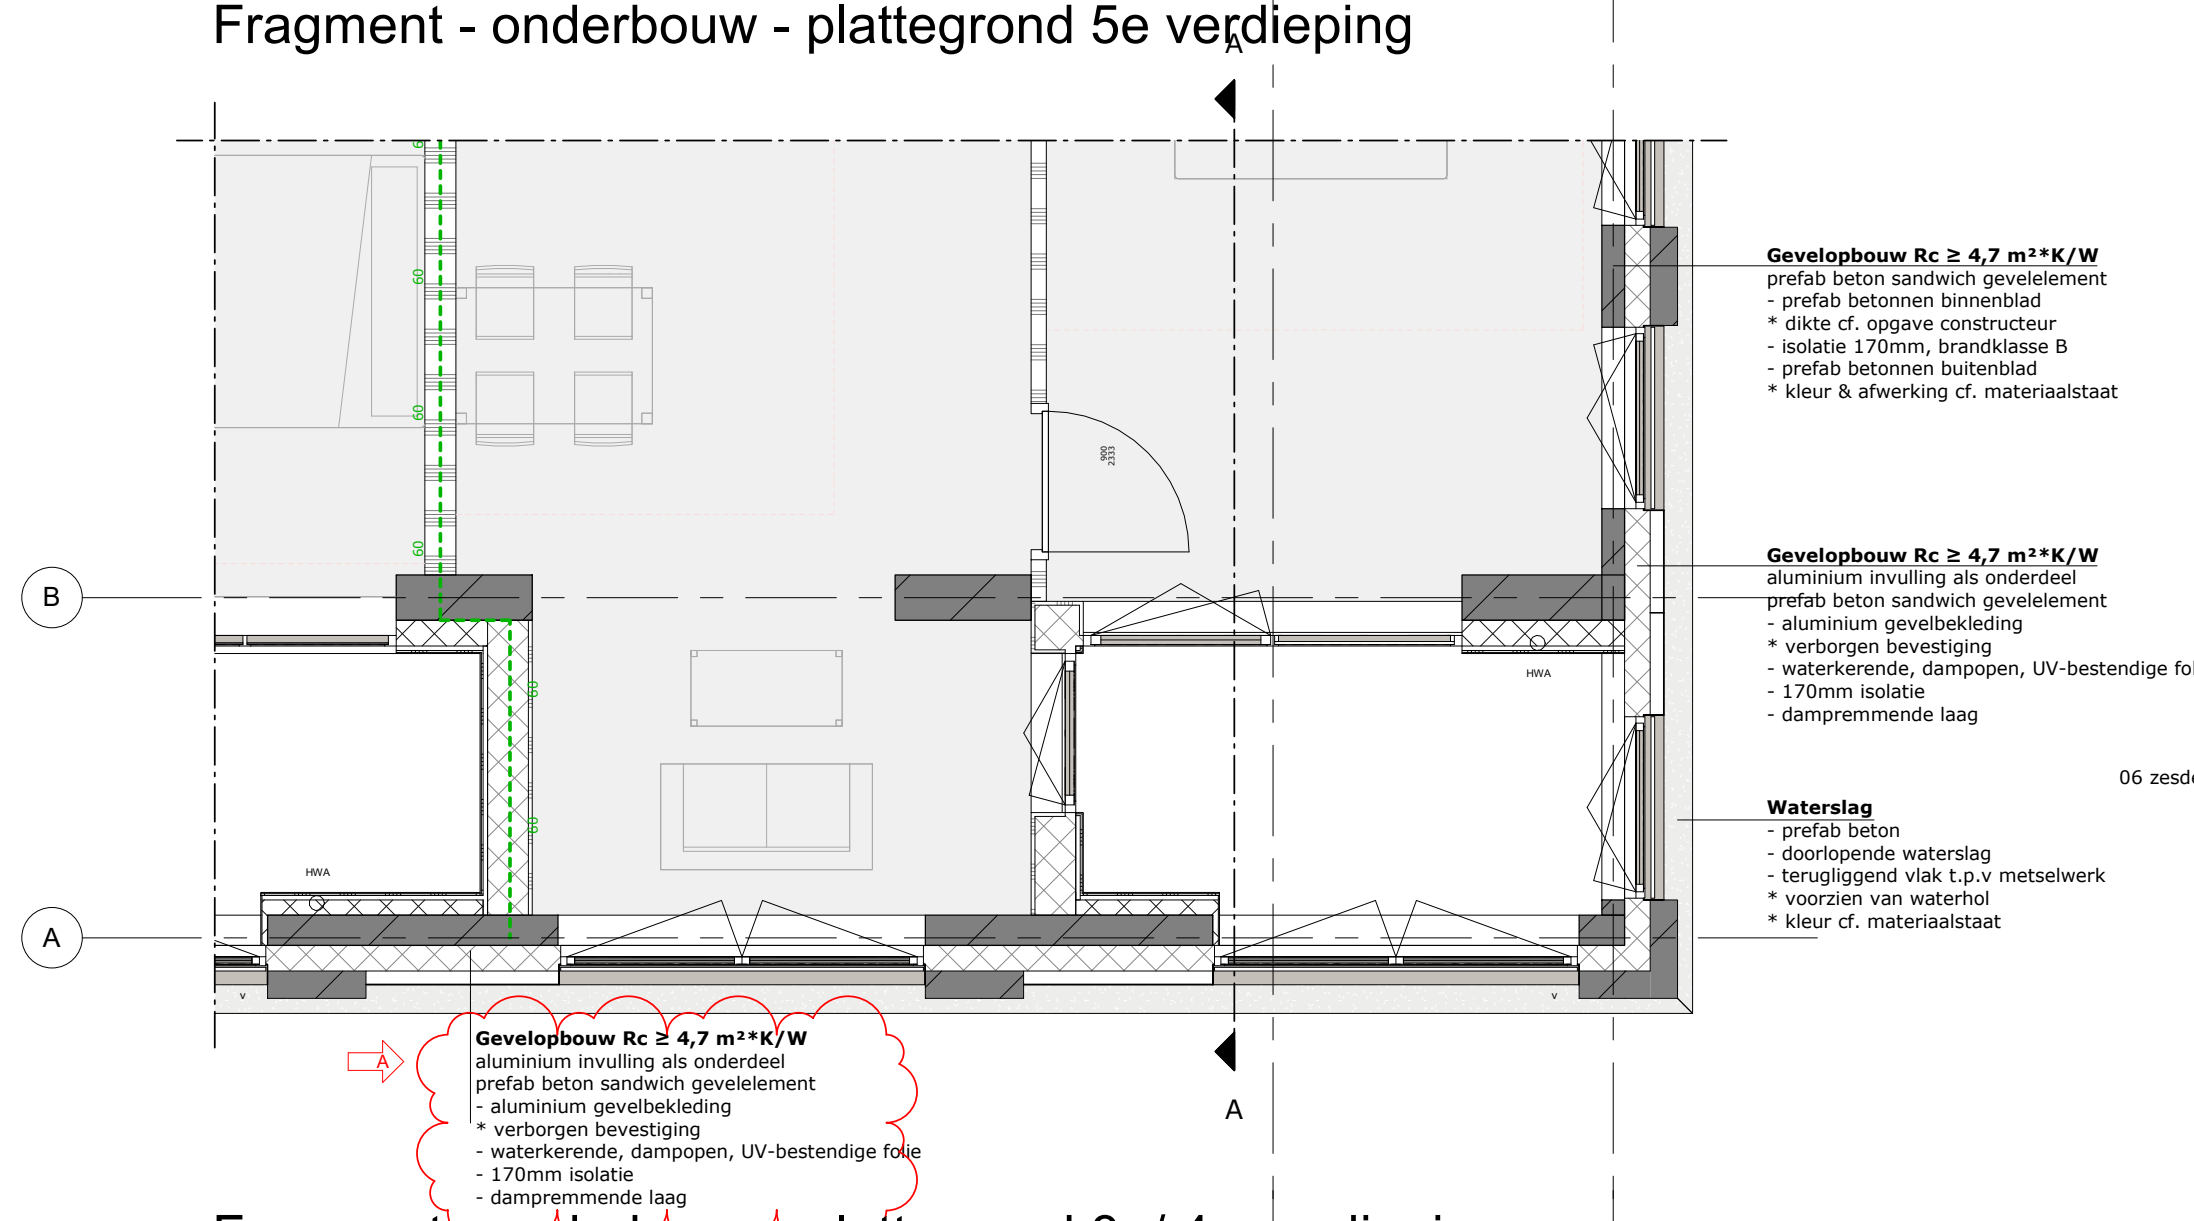 Fragment - onderbouw - plattegrond 5e verdieping
A
60
60
60
900
2333
Gevelopbouw Rc ≥ 4,7 m²*K/W
prefab beton sandwich gevelelement
- prefab betonnen binnenblad
* dikte cf. opgave constructeur
- isolatie 170mm, brandklasse B
- prefab betonnen buitenblad
* kleur & afwerking cf. materiaalstaat
Gevelopbouw Rc ≥ 4,7 m²*K/W
aluminium invulling als onderdeel
prefab beton sandwich gevelelement
- aluminium gevelbekleding
* verborgen bevestiging
- waterkerende, dampopen, UV-bestendige
- 170mm isolatie
- dampremmende laag
B
60
HWA
06
Waterslag
- prefab beton
- doorlopende waterslag
- terugliggend vlak t.p.v metselwerk
* voorzien van waterhol
* kleur cf. materiaalstaat
60
HWA
A
v
v
A
Gevelopbouw Rc ≥ 4,7 m²*K/W
aluminium invulling als onderdeel
prefab beton sandwich gevelelement
- aluminium gevelbekleding
* verborgen bevestiging
- waterkerende, dampopen, UV-bestendige folie
- 170mm isolatie
- dampremmende laag
A